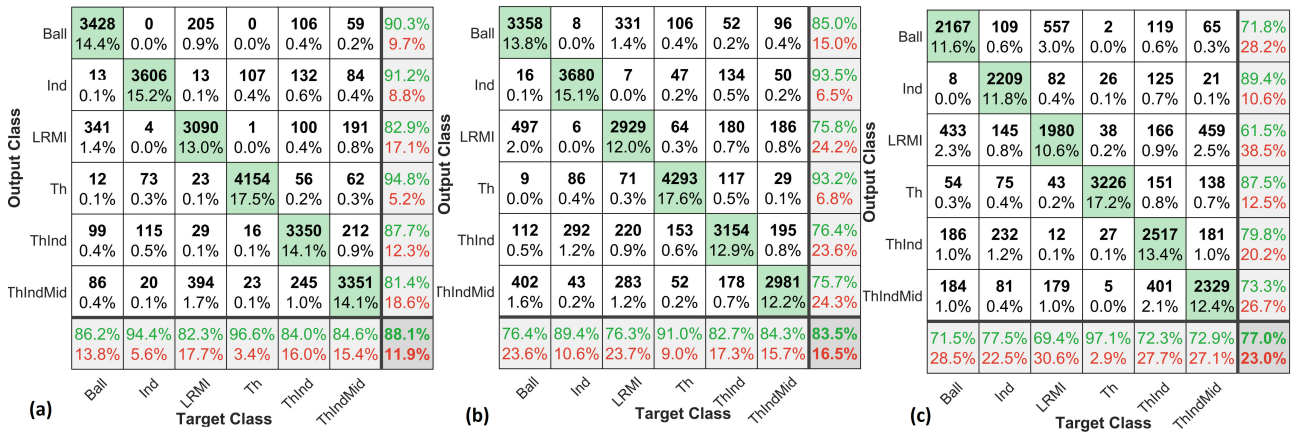 Output Class
Ball 3428 0 205 0 106 59 90.3%
14.4% 0.0% 0.9% 0.0% 0.4% 0.2% 9.7%
Ind 13 3606 13 107 132 84 91.2%
0.1% 15.2% 0.1% 0.4% 0.6% 0.4% 8.8%
LRMI 341 4 3090 1 100 191 82.9%
1.4% 0.0% 13.0% 0.0% 0.4% 0.8% 17.1%
Th 12 73 23 4154 56 62 94.8%
0.1% 0.3% 0.1% 17.5% 0.2% 0.3% 5.2%
ThInd 99 115 29 16 3350 212 87.7%
0.4% 0.5% 0.1% 0.1% 14.1% 0.9% 12.3%
ThIndMid 86 20 394 23 245 3351 81.4%
0.4% 0.1% 1.7% 0.1% 1.0% 14.1% 18.6%
86.2% 94.4% 82.3% 96.6% 84.0% 84.6% 88.1%
13.8% 5.6% 17.7% 3.4% 16.0% 15.4% 11.9%
Ball Ind LRMI Th ThInd ThIndMid
Target Class
(a)
Output Class
Ball 3358 8 331 106 52 96 85.0%
13.8% 0.0% 1.4% 0.4% 0.2% 0.4% 15.0%
Ind 16 3680 7 47 134 50 93.5%
0.1% 15.1% 0.0% 0.2% 0.5% 0.2% 6.5%
LRMI 497 6 2929 64 180 186 75.8%
2.0% 0.0% 12.0% 0.3% 0.7% 0.8% 24.2%
Th 9 86 71 4293 117 29 93.2%
0.0% 0.4% 0.3% 17.6% 0.5% 0.1% 6.8%
ThInd 112 292 220 153 3154 195 76.4%
0.5% 1.2% 0.9% 0.6% 12.9% 0.8% 23.6%
ThIndMid 402 43 283 52 178 2981 75.7%
1.6% 0.2% 1.2% 0.2% 0.7% 12.2% 24.3%
76.4% 89.4% 76.3% 91.0% 82.7% 84.3% 83.5%
23.6% 10.6% 23.7% 9.0% 17.3% 15.7% 16.5%
Ball Ind LRMI Th ThInd ThIndMid
Target Class
(b)
Output Class
Ball 2167 109 557 2 119 65 71.8%
11.6% 0.6% 3.0% 0.0% 0.6% 0.3% 28.2%
Ind 8 2209 82 26 125 21 89.4%
0.0% 11.8% 0.4% 0.1% 0.7% 0.1% 10.6%
LRMI 433 145 1980 38 166 459 61.5%
2.3% 0.8% 10.6% 0.2% 0.9% 2.5% 38.5%
Th 54 75 43 3226 151 138 87.5%
0.3% 0.4% 0.2% 17.2% 0.8% 0.7% 12.5%
ThInd 186 232 12 27 2517 181 79.8%
1.0% 1.2% 0.1% 0.1% 13.4% 1.0% 20.2%
ThIndMid 184 81 179 5 401 2329 73.3%
1.0% 0.4% 1.0% 0.0% 2.1% 12.4% 26.7%
71.5% 77.5% 69.4% 97.1% 72.3% 72.9% 77.0%
28.5% 22.5% 30.6% 2.9% 27.7% 27.1% 23.0%
Ball Ind LRMI Th ThInd ThIndMid
Target Class
(c)